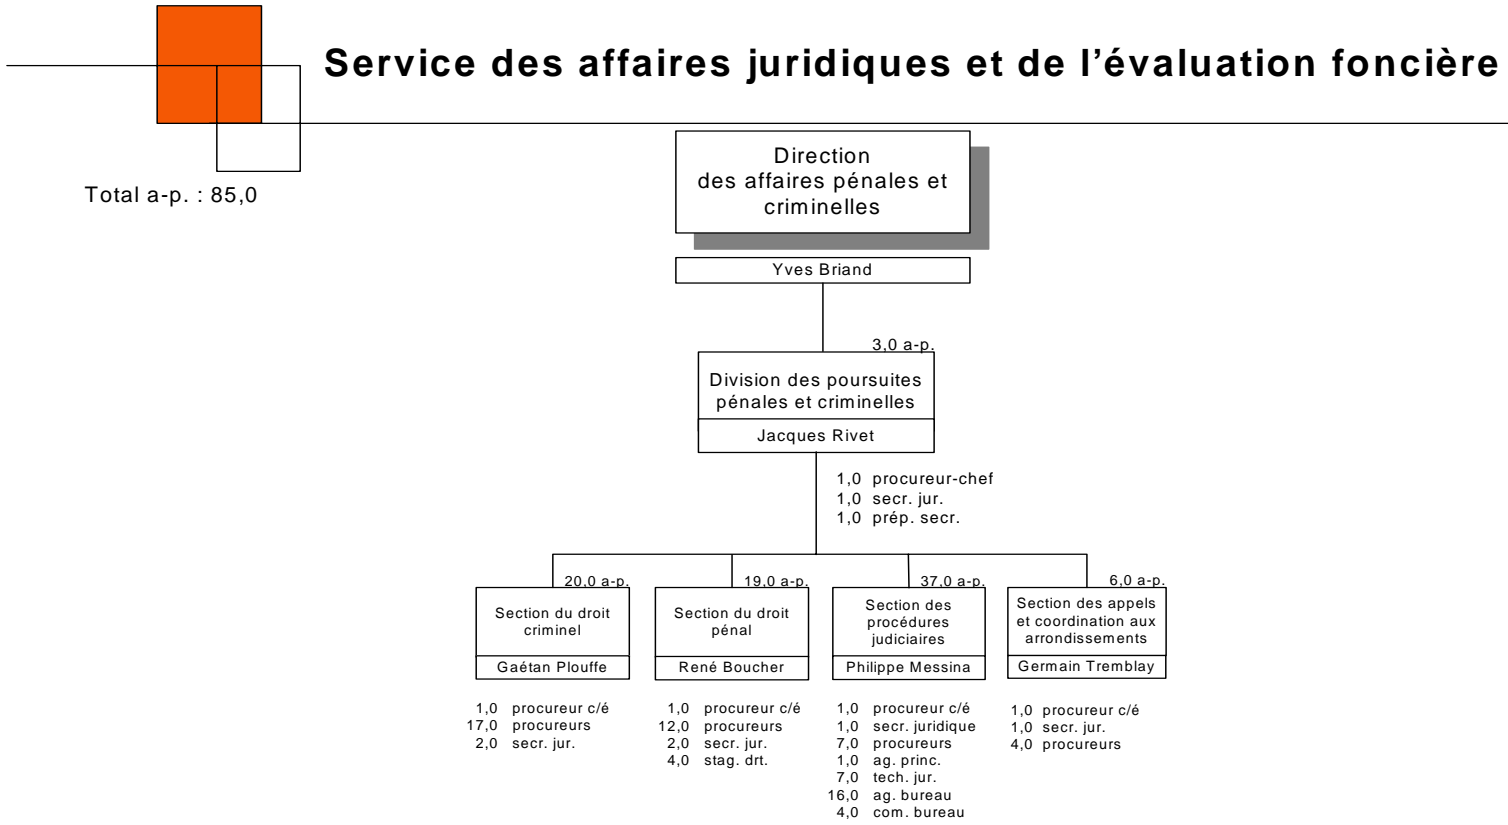 Service des affaires juridiques et de l’évaluation foncière
Total a-p. : 85,0
Direction
des affaires pénales et
criminelles
Yves Briand
3,0 a-p.
Division des poursuites
pénales et criminelles
Jacques Rivet
1,0 procureur-chef
1,0 secr. jur.
1,0 prép. secr.
20,0 a-p.
Section du droit
criminel
Gaétan Plouffe
1,0 procureur c/é
17,0 procureurs
2,0 secr. jur.
19,0 a-p.
Section du droit
pénal
René Boucher
1,0 procureur c/é
12,0 procureurs
2,0 secr. jur.
4,0 stag. drt.
37,0 a-p.
Section des
procédures
judiciaires
Philippe Messina
1,0 procureur c/é
1,0 secr. juridique
7,0 procureurs
1,0 ag. princ.
7,0 tech. jur.
16,0 ag. bureau
4,0 com. bureau
6,0 a-p.
Section des appels
et coordination aux
arrondissements
Germain Tremblay
1,0 procureur c/é
1,0 secr. jur.
4,0 procureurs